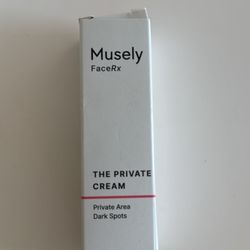 Musely
FaceRx
THE PRIVATE
CREAM
Private Area
Dark Spots